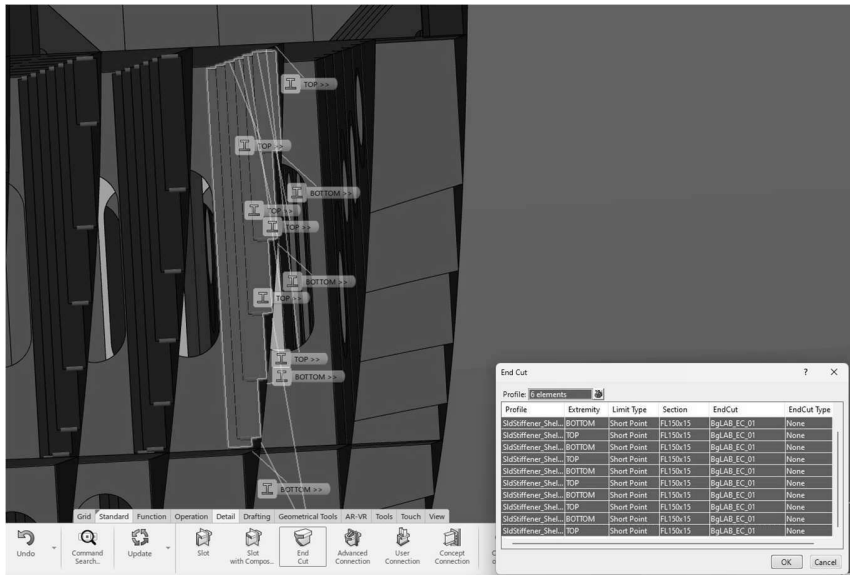 TOP >>
TOP >>
BOTTOM >>
TOP >>
TOP >>
BOTTOM >>
TOP >>
TOP >>
BOTTOM >>
BOTTOM >>
End Cut ? ×
Profile: 6 elements
Profile Extremity Limit Type Section EndCut EndCut Type
SldStiffener_Shel... BOTTOM Short Point FL150x15 BgLAB_EC_01 None
SldStiffener_Shel... TOP Short Point FL150x15 BgLAB_EC_01 None
SldStiffener_Shel... BOTTOM Short Point FL150x15 BgLAB_EC_01 None
SldStiffener_Shel... TOP Short Point FL150x15 BgLAB_EC_01 None
SldStiffener_Shel... BOTTOM Short Point FL150x15 BgLAB_EC_01 None
SldStiffener_Shel... TOP Short Point FL150x15 BgLAB_EC_01 None
SldStiffener_Shel... BOTTOM Short Point FL150x15 BgLAB_EC_01 None
SldStiffener_Shel... TOP Short Point FL150x15 BgLAB_EC_01 None
SldStiffener_Shel... BOTTOM Short Point FL150x15 BgLAB_EC_01 None
SldStiffener_Shel... TOP Short Point FL150x15 BgLAB_EC_01 None
OK Cancel
Grid Standard Function Operation Detail Drafting Geometrical Tools AR-VR Tools Touch View
Undo
Command
Search...
Update
Slot
Slot
with Compos...
End
Cut
Advanced
Connection
User
Connection
Concept
Connection